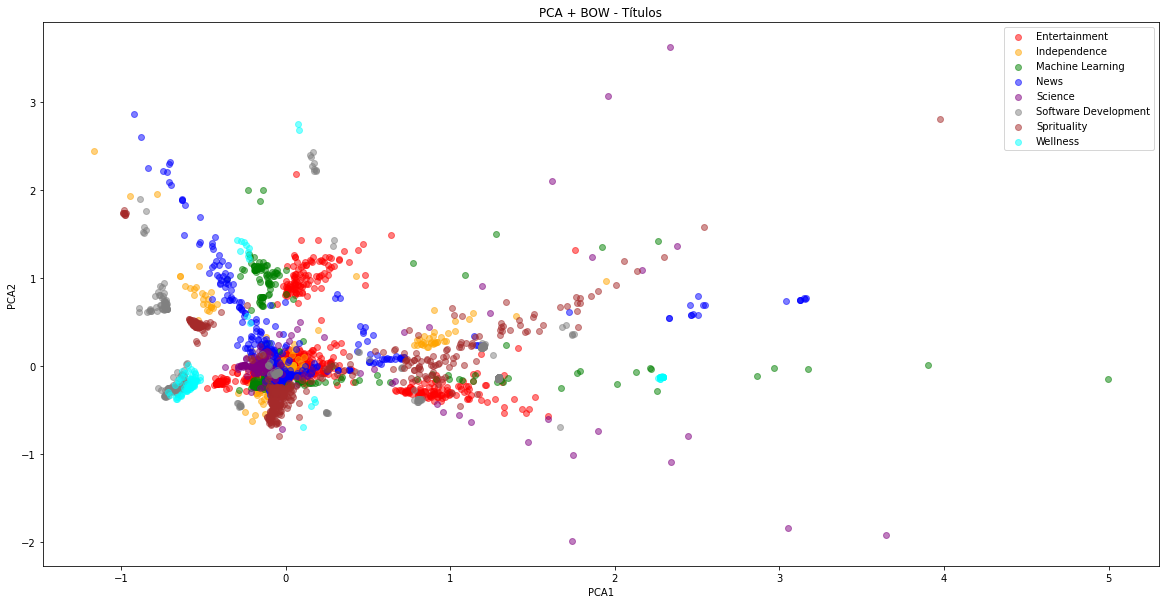 PCA + BOW - Títulos
Entertainment
Independence
Machine Learning
News
Science
Software Development
Sprituality
Wellness
PCA2
3
2
1
0
−1
−2
−1
0
1
2
3
4
5
PCA1